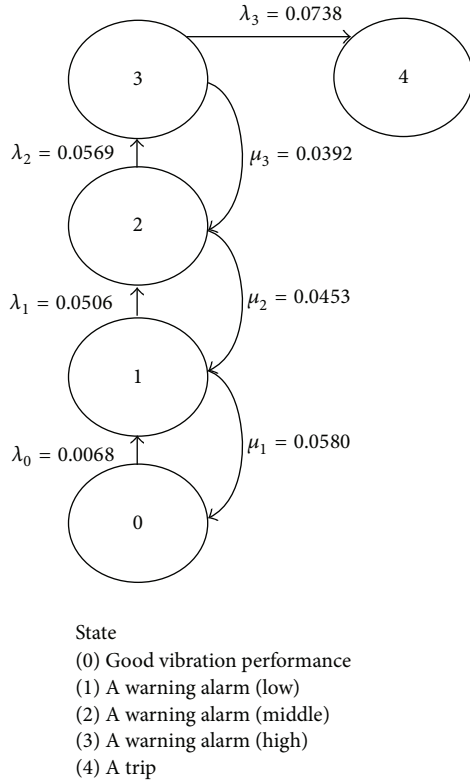 λ₃ = 0.0738
3
4
λ₂ = 0.0569
μ₃ = 0.0392
2
λ₁ = 0.0506
μ₂ = 0.0453
1
λ₀ = 0.0068
μ₁ = 0.0580
0
State
(0) Good vibration performance
(1) A warning alarm (low)
(2) A warning alarm (middle)
(3) A warning alarm (high)
(4) A trip